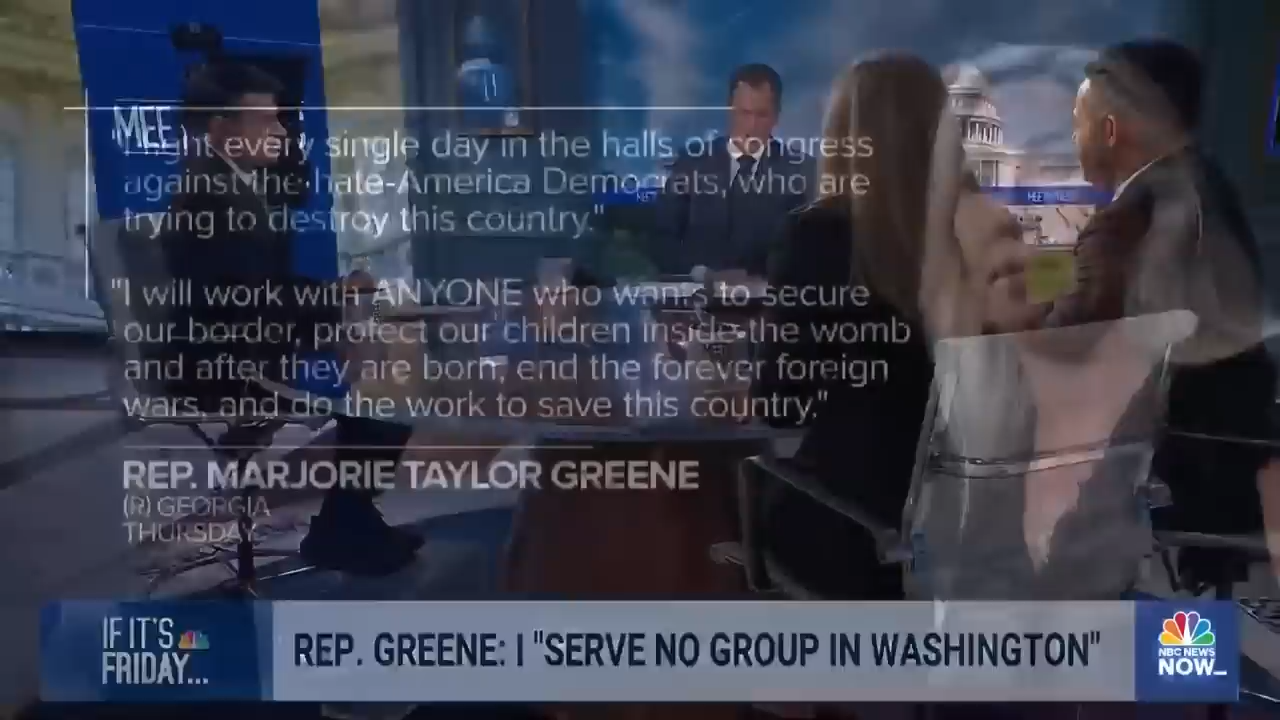 MEE
ight every single day in the halls of congress
against the hate-America Democrats, who are
trying to destroy this country."
"I will work with ANYONE who wants to secure
our border, protect our children inside the womb
and after they are born, end the forever foreign
wars, and do the work to save this country."
REP. MARJORIE TAYLOR GREENE
(R) GEORGIA
THURSDAY
IF IT'S
FRIDAY...
REP. GREENE: I "SERVE NO GROUP IN WASHINGTON"
NBC NEWS
NOW